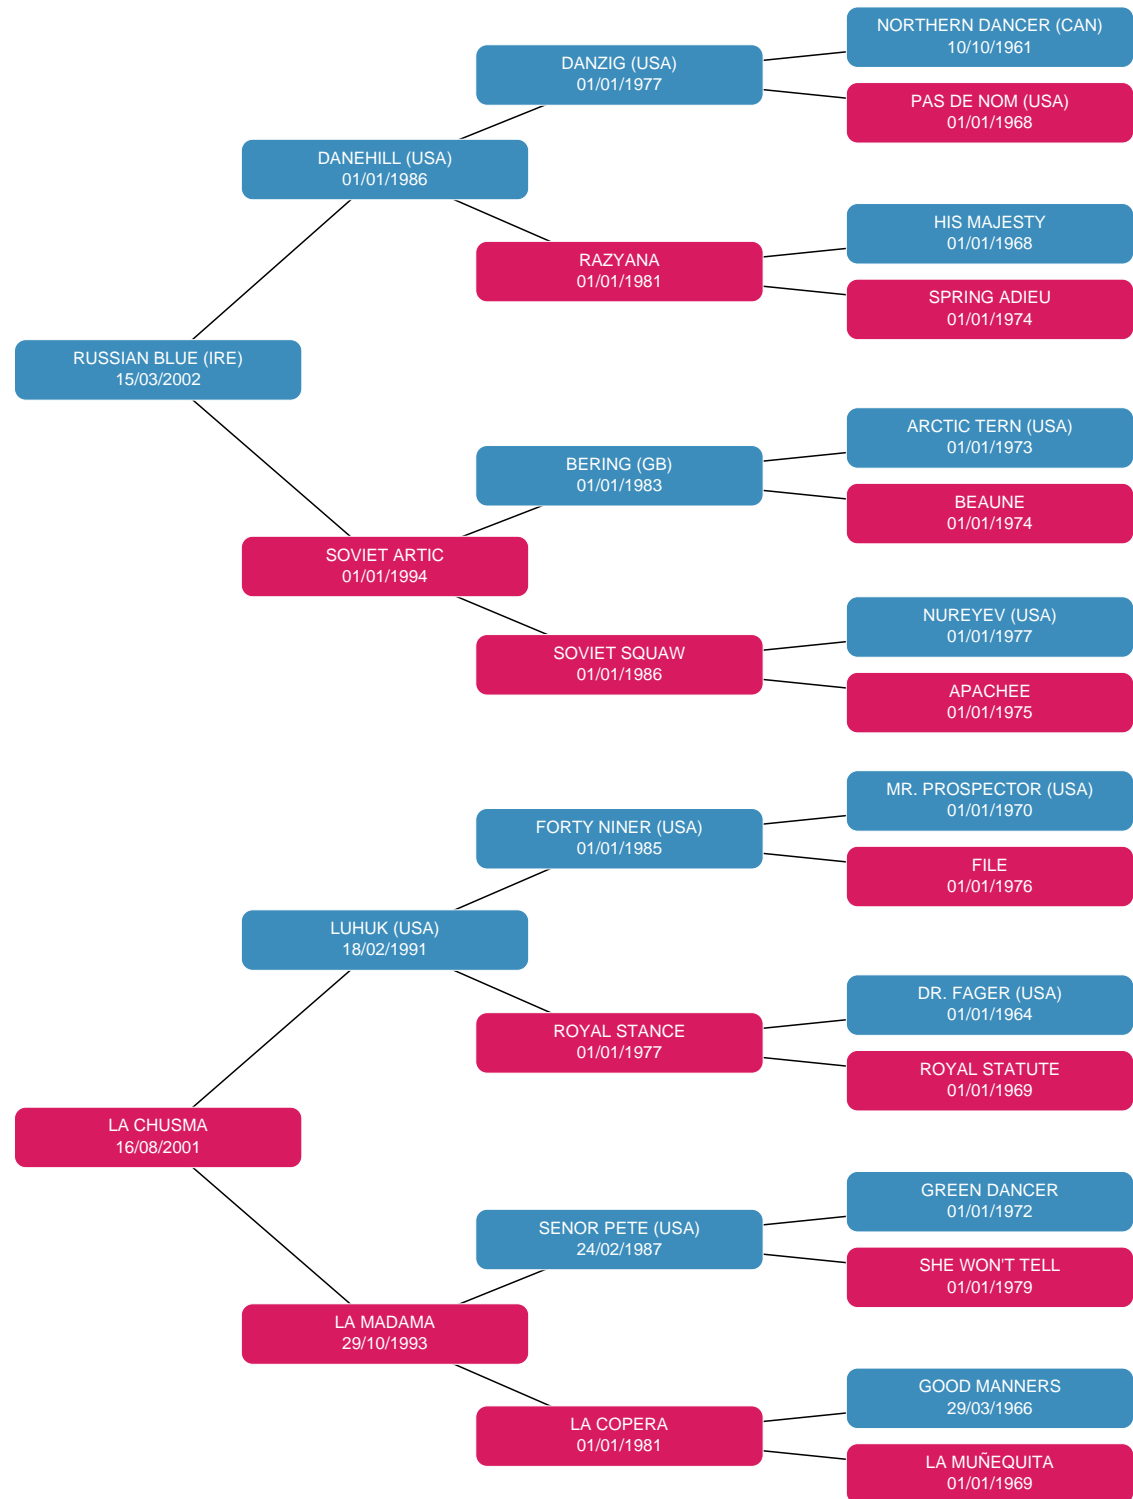 NORTHERN DANCER (CAN)
10/10/1961
DANZIG (USA)
01/01/1977
PAS DE NOM (USA)
01/01/1968
DANEHILL (USA)
01/01/1986
HIS MAJESTY
01/01/1968
RAZYANA
01/01/1981
SPRING ADIEU
01/01/1974
RUSSIAN BLUE (IRE)
15/03/2002
ARCTIC TERN (USA)
01/01/1973
BERING (GB)
01/01/1983
BEAUNE
01/01/1974
SOVIET ARTIC
01/01/1994
NUREYEV (USA)
01/01/1977
SOVIET SQUAW
01/01/1986
APACHEE
01/01/1975
MR. PROSPECTOR (USA)
01/01/1970
FORTY NINER (USA)
01/01/1985
FILE
01/01/1976
LUHUK (USA)
18/02/1991
DR. FAGER (USA)
01/01/1964
ROYAL STANCE
01/01/1977
ROYAL STATUTE
01/01/1969
LA CHUSMA
16/08/2001
GREEN DANCER
01/01/1972
SENOR PETE (USA)
24/02/1987
SHE WON'T TELL
01/01/1979
LA MADAMA
29/10/1993
GOOD MANNERS
29/03/1966
LA COPERA
01/01/1981
LA MUÑEQUITA
01/01/1969